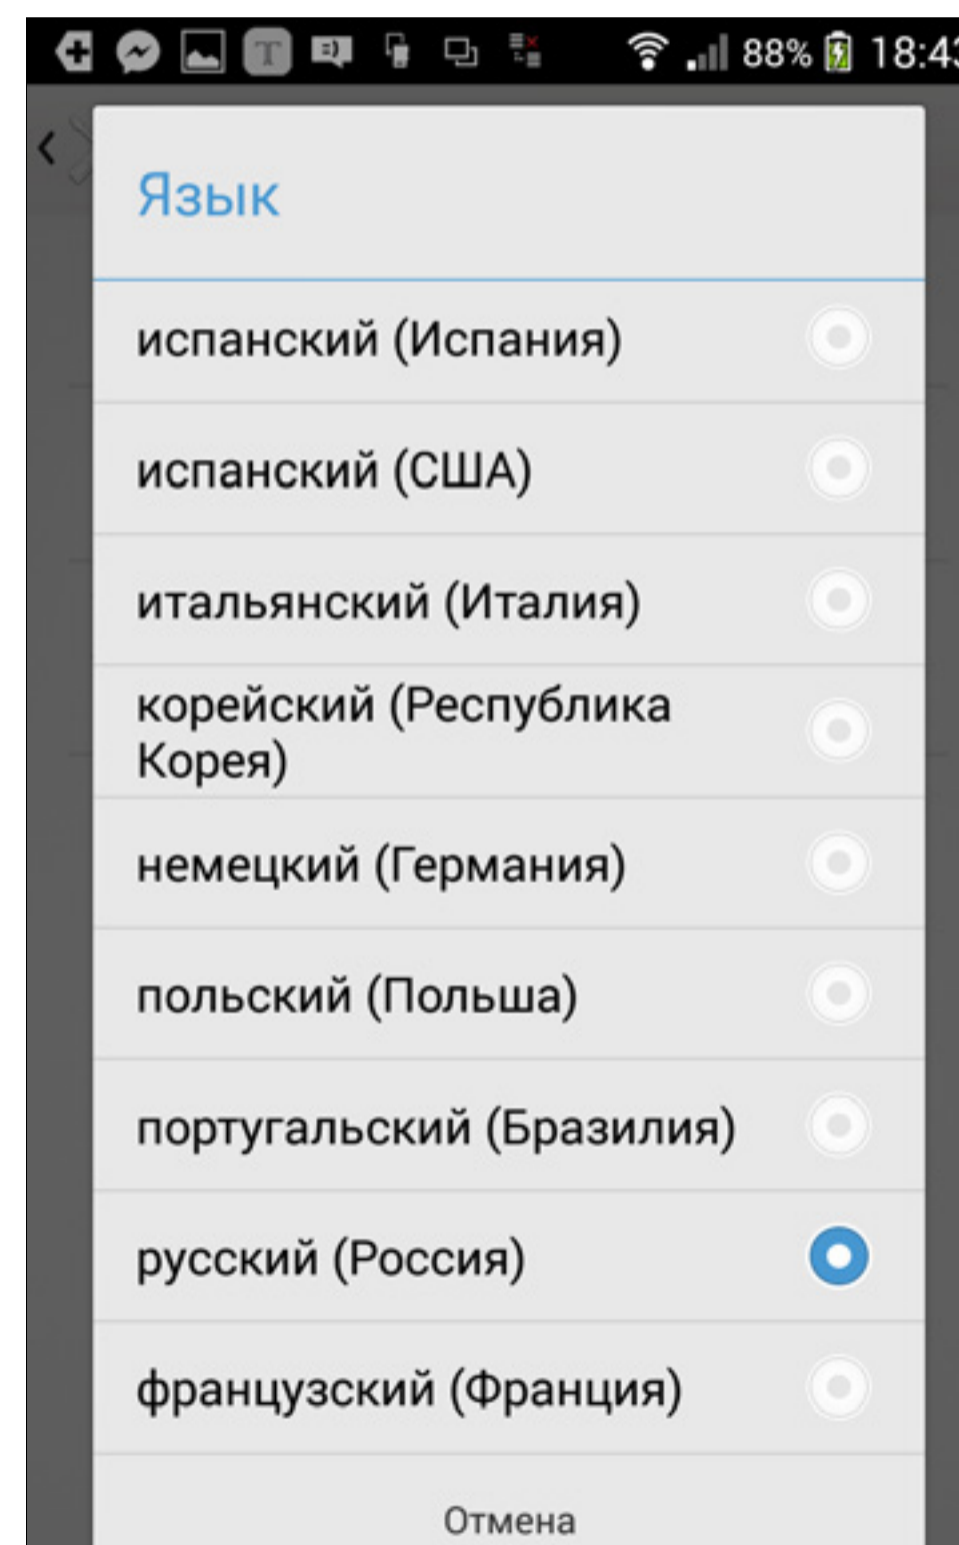 88% 18:43
Язык
испанский (Испания)
испанский (США)
итальянский (Италия)
корейский (Республика
Корея)
немецкий (Германия)
польский (Польша)
португальский (Бразилия)
русский (Россия)
французский (Франция)
Отмена